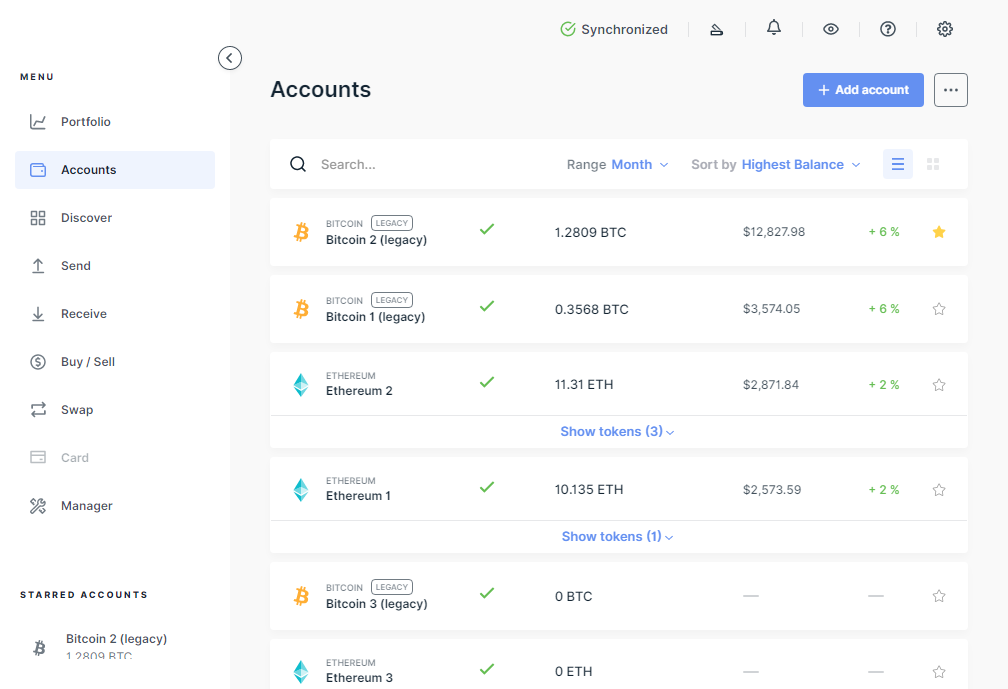 Synchronized
MENU
Portfolio
Accounts
Discover
Send
Receive
Buy / Sell
Swap
Card
Manager
STARRED ACCOUNTS
Bitcoin 2 (legacy)
1.2809 BTC
Accounts
+ Add account
Search...
Range Month
Sort by Highest Balance
BITCOIN LEGACY
Bitcoin 2 (legacy)
1.2809 BTC
$12,827.98
+ 6 %
BITCOIN LEGACY
Bitcoin 1 (legacy)
0.3568 BTC
$3,574.05
+ 6 %
ETHEREUM
Ethereum 2
11.31 ETH
$2,871.84
+ 2 %
Show tokens (3)
ETHEREUM
Ethereum 1
10.135 ETH
$2,573.59
+ 2 %
Show tokens (1)
BITCOIN LEGACY
Bitcoin 3 (legacy)
0 BTC
—
—
ETHEREUM
Ethereum 3
0 ETH
—
—